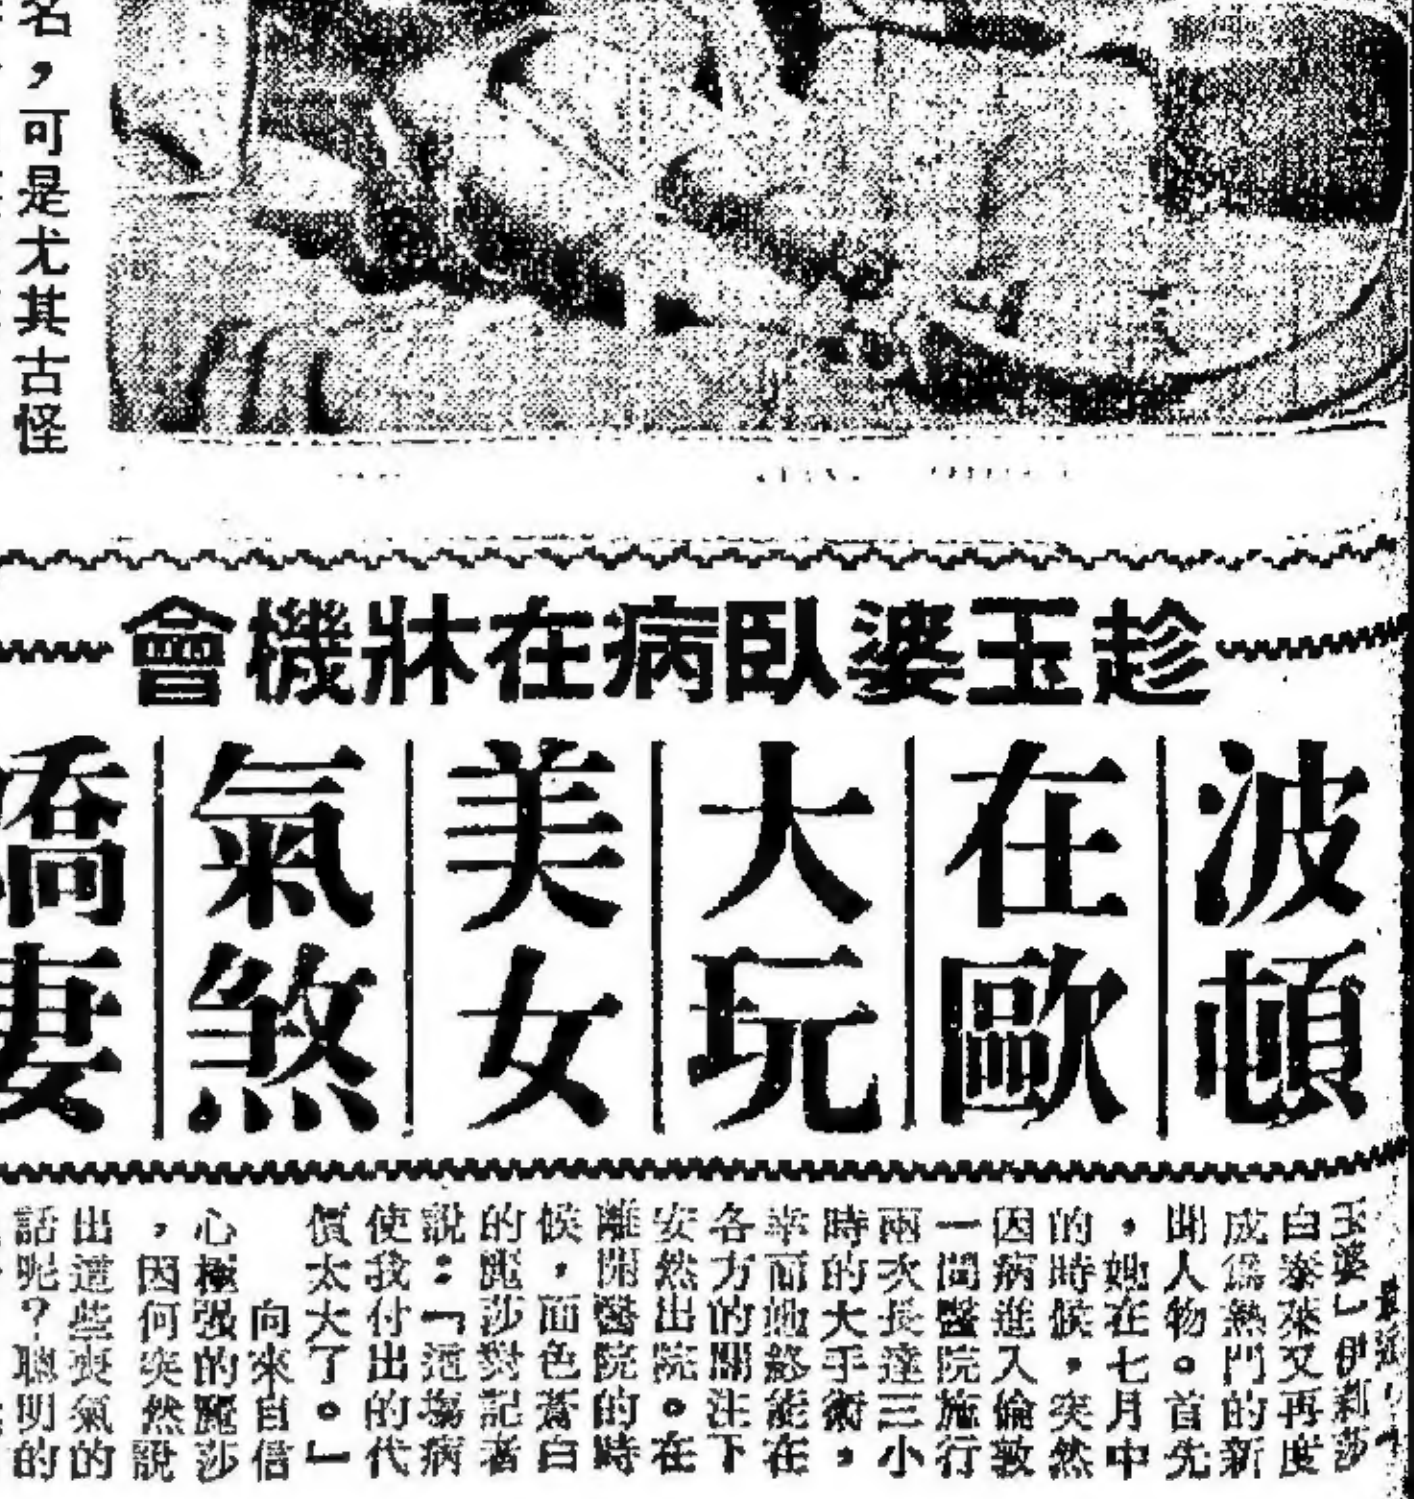 名，可是尤其古怪
趁玉婆臥病在牀機會
波頓
在歐
大玩
美女
氣煞
嬌妻
最近
玉婆」伊利莎
白泰萊又再度
成為熱門的新
聞人物。首先
，她在七月中
的時候，突然
因病進入倫敦
一間醫院施行
兩次長達三小
時的大手術，
幸而她終能在
各方的關注下
安然出院。在
離開醫院的時
候，面色蒼白
的麗莎對記者
說：「這場病
使我付出的代
價太大了。」
向來自信
心極强的麗莎
，因何突然說
出這些喪氣的
話呢？聰明的